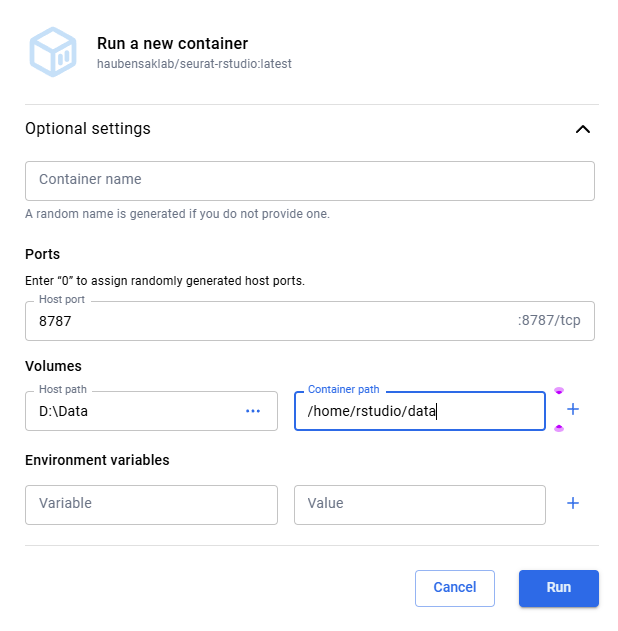 Run a new container
haubensaklab/seurat-rstudio:latest
Optional settings
Container name
A random name is generated if you do not provide one.
Ports
Enter “0” to assign randomly generated host ports.
Host port
8787 :8787/tcp
Volumes
Host path Container path
D:\Data ••• /home/rstudio/data +
Environment variables
Variable Value +
Cancel Run